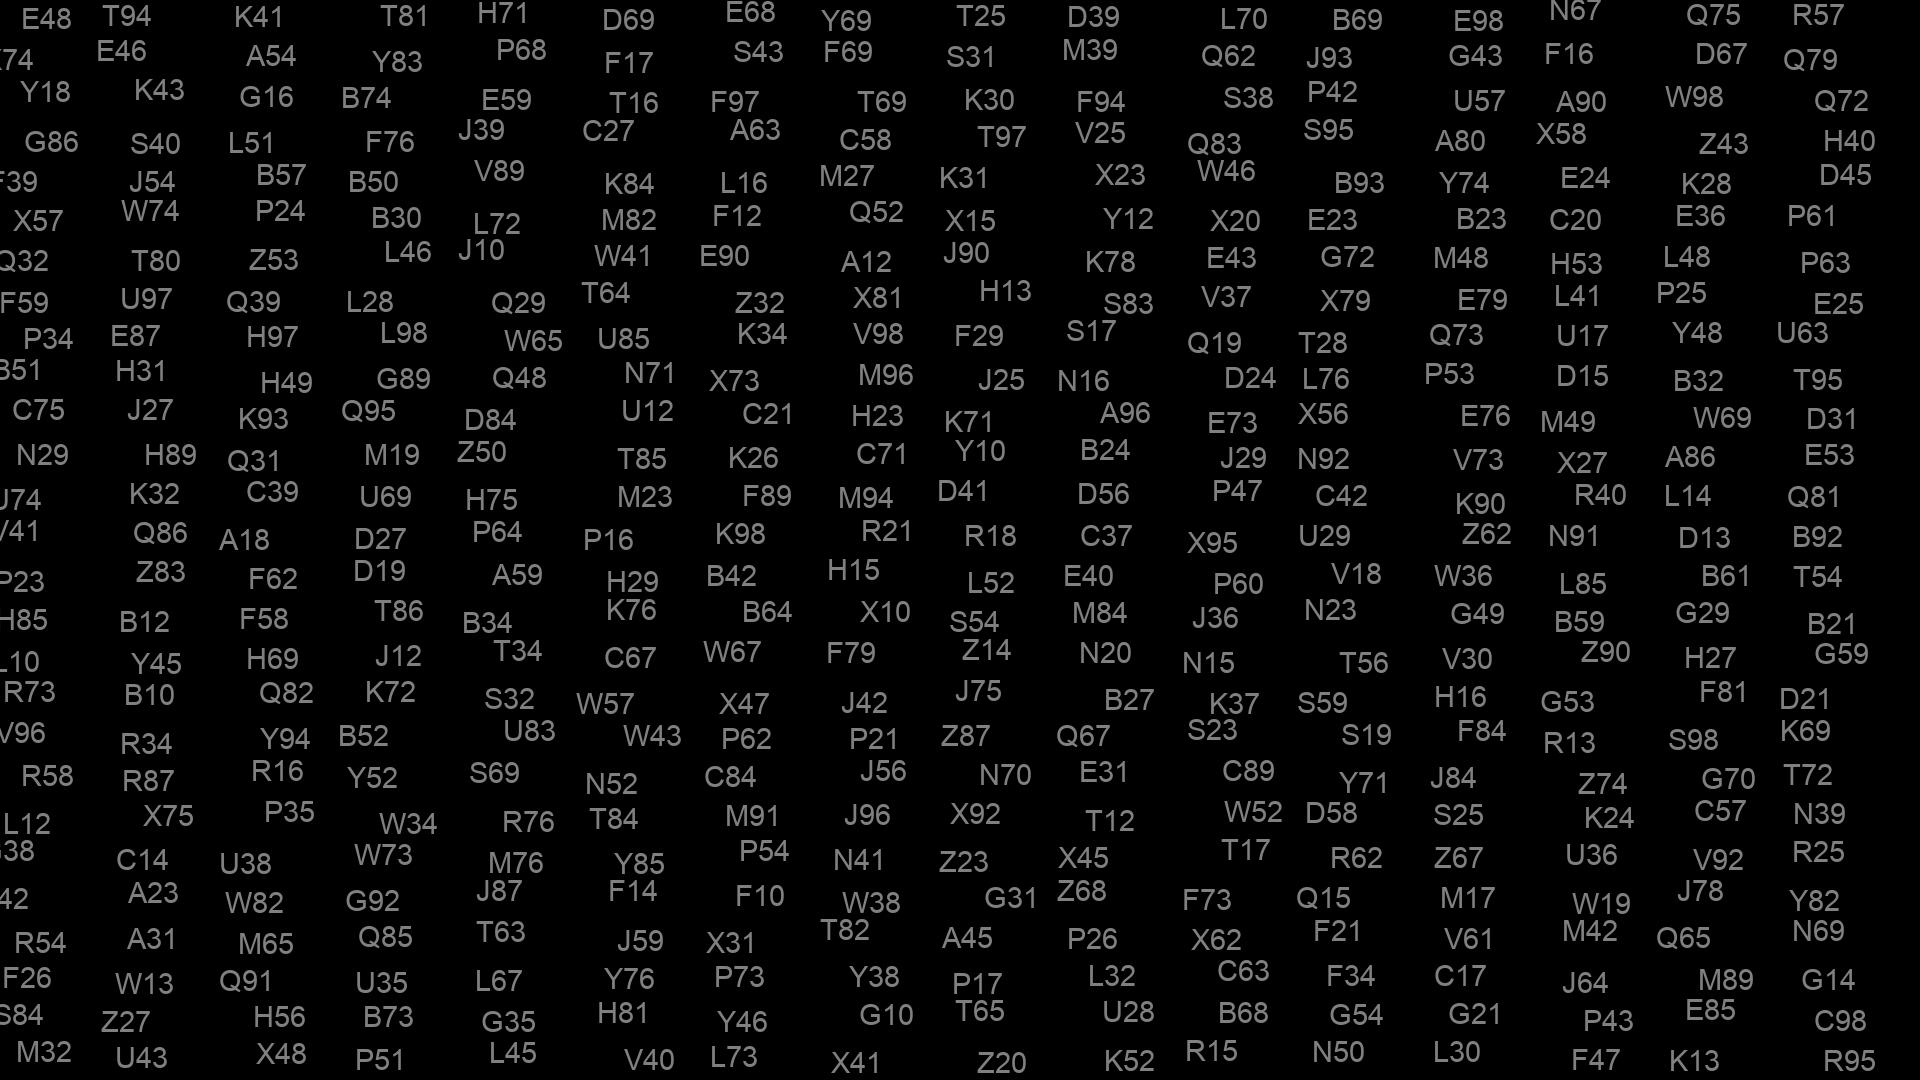 E48 T94 K41 T81 H71 D69 E68 Y69 T25 D39 L70 B69 E98 N67 Q75 R57
74 E46 A54 Y83 P68 F17 S43 F69 S31 M39 Q62 J93 G43 F16 D67 Q79
Y18 K43 G16 B74 E59 T16 F97 T69 K30 F94 S38 P42 U57 A90 W98 Q72
G86 S40 L51 F76 J39 C27 A63 C58 T97 V25 Q83 S95 A80 X58 Z43 H40
F39 J54 B57 B50 V89 K84 L16 M27 K31 X23 W46 B93 Y74 E24 K28 D45
X57 W74 P24 B30 L72 M82 F12 Q52 X15 Y12 X20 E23 B23 C20 E36 P61
Q32 T80 Z53 L46 J10 W41 E90 A12 J90 K78 E43 G72 M48 H53 L48 P63
F59 U97 Q39 L28 Q29 T64 Z32 X81 H13 S83 V37 X79 E79 L41 P25 E25
P34 E87 H97 L98 W65 U85 K34 V98 F29 S17 Q19 T28 Q73 U17 Y48 U63
B51 H31 H49 G89 Q48 N71 X73 M96 J25 N16 D24 L76 P53 D15 B32 T95
C75 J27 K93 Q95 D84 U12 C21 H23 K71 A96 E73 X56 E76 M49 W69 D31
N29 H89 Q31 M19 Z50 T85 K26 C71 Y10 B24 J29 N92 V73 X27 A86 E53
J74 K32 C39 U69 H75 M23 F89 M94 D41 D56 P47 C42 K90 R40 L14 Q81
V41 Q86 A18 D27 P64 P16 K98 R21 R18 C37 X95 U29 Z62 N91 D13 B92
P23 Z83 F62 D19 A59 H29 B42 H15 L52 E40 P60 V18 W36 L85 B61 T54
H85 B12 F58 T86 B34 K76 B64 X10 S54 M84 J36 N23 G49 B59 G29 B21
L10 Y45 H69 J12 T34 C67 W67 F79 Z14 N20 N15 T56 V30 Z90 H27 G59
R73 B10 Q82 K72 S32 W57 X47 J42 J75 B27 K37 S59 H16 G53 F81 D21
V96 R34 Y94 B52 U83 W43 P62 P21 Z87 Q67 S23 S19 F84 R13 S98 K69
R58 R87 R16 Y52 S69 N52 C84 J56 N70 E31 C89 Y71 J84 Z74 G70 T72
L12 X75 P35 W34 R76 T84 M91 J96 X92 T12 W52 D58 S25 K24 C57 N39
38 C14 U38 W73 M76 Y85 P54 N41 Z23 X45 T17 R62 Z67 U36 V92 R25
42 A23 W82 G92 J87 F14 F10 W38 G31 Z68 F73 Q15 M17 W19 J78 Y82
R54 A31 M65 Q85 T63 J59 X31 T82 A45 P26 X62 F21 V61 M42 Q65 N69
F26 W13 Q91 U35 L67 Y76 P73 Y38 P17 L32 C63 F34 C17 J64 M89 G14
S84 Z27 H56 B73 G35 H81 Y46 G10 T65 U28 B68 G54 G21 P43 E85 C98
M32 U43 X48 P51 L45 V40 L73 X41 Z20 K52 R15 N50 L30 F47 K13 R95